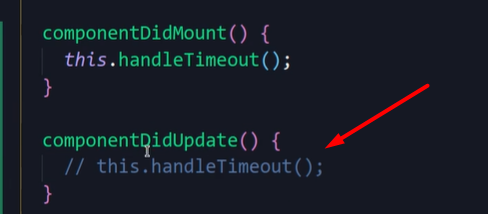 componentDidMount() {
this.handleTimeout();
}
componentDidUpdate() {
// this.handleTimeout();
}